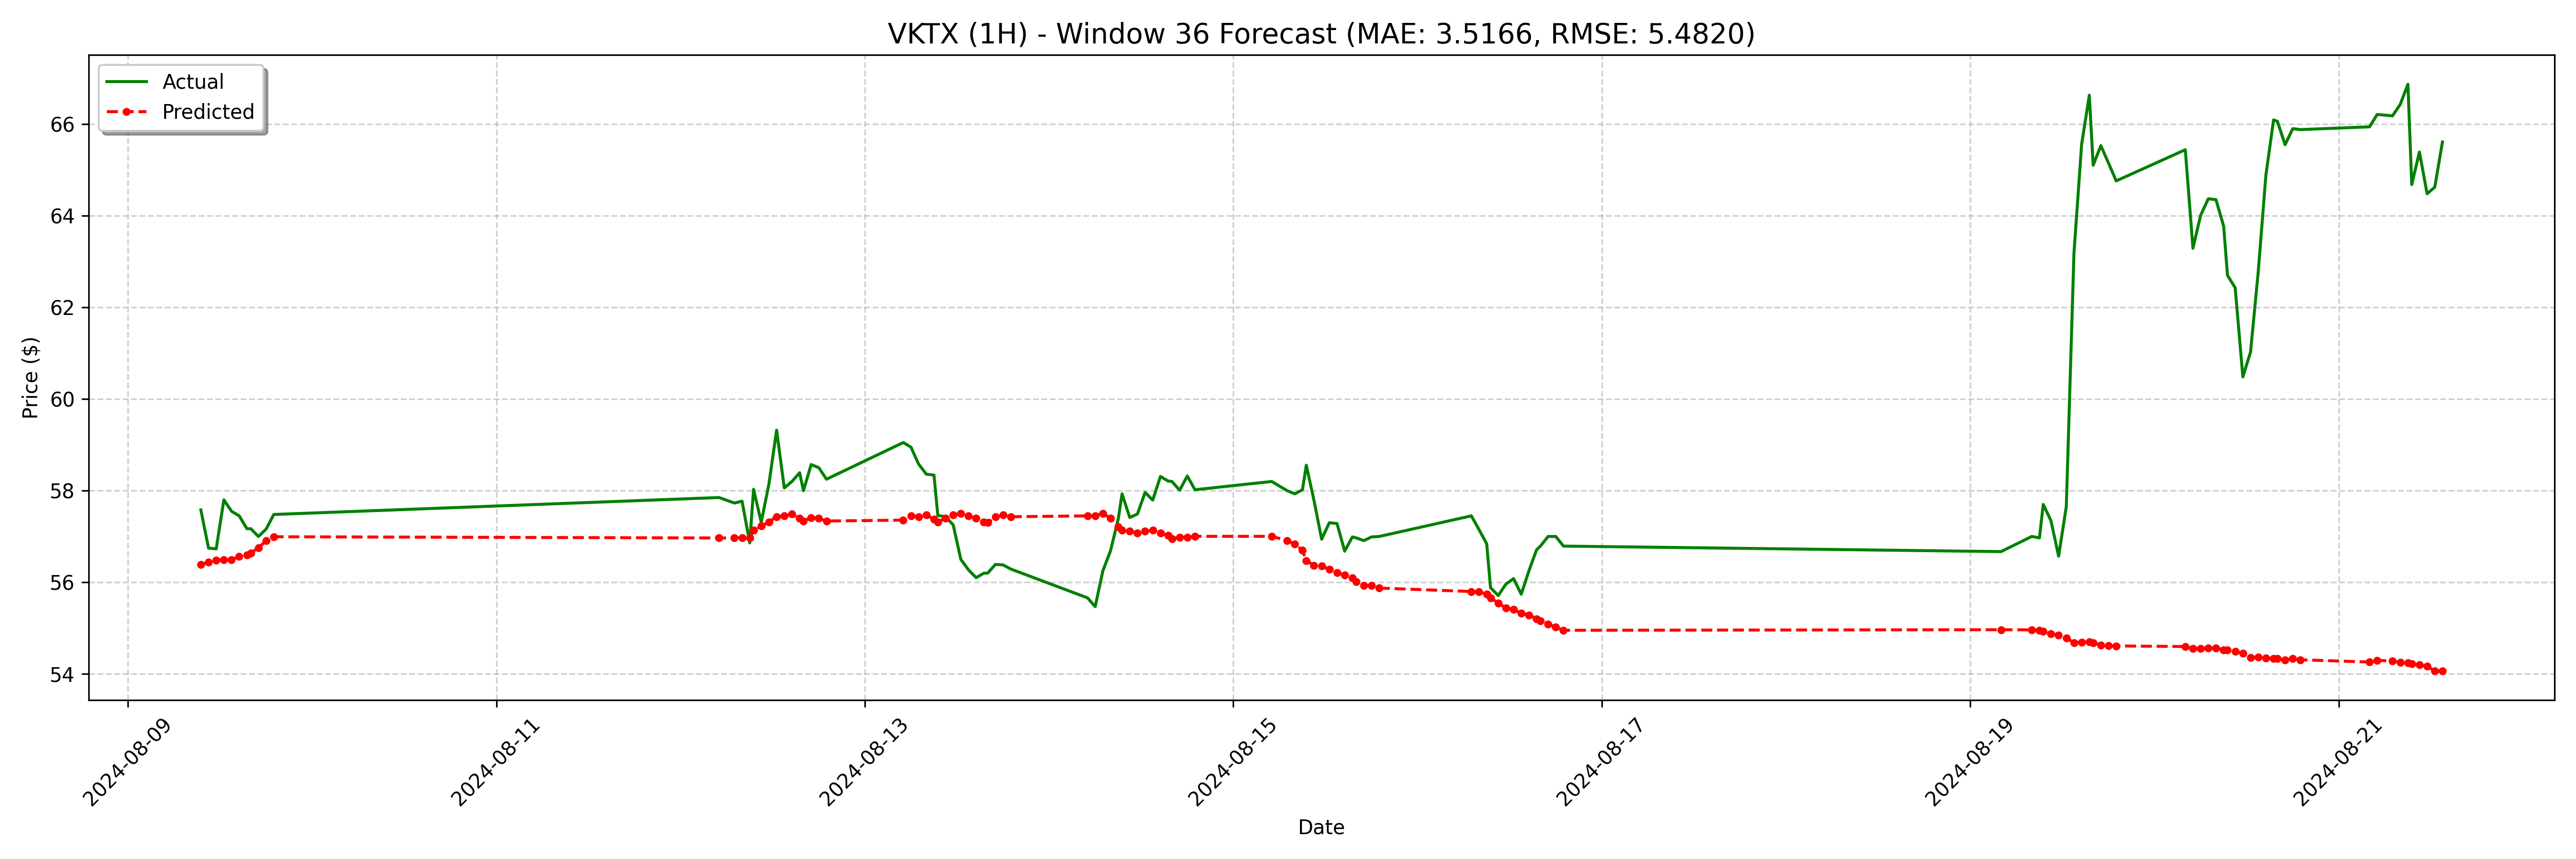 VKTX (1H) - Window 36 Forecast (MAE: 3.5166, RMSE: 5.4820)
Actual
Predicted
Price ($)
66
64
62
60
58
56
54
2024-08-09
2024-08-11
2024-08-13
2024-08-15
2024-08-17
2024-08-19
2024-08-21
Date